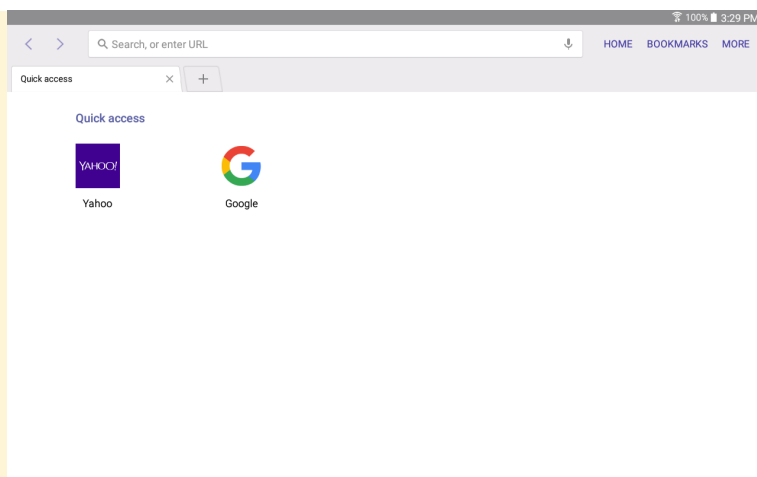 100% 3:29 PM
Search, or enter URL HOME BOOKMARKS MORE
Quick access
Quick access
YAHOO!
Yahoo Google